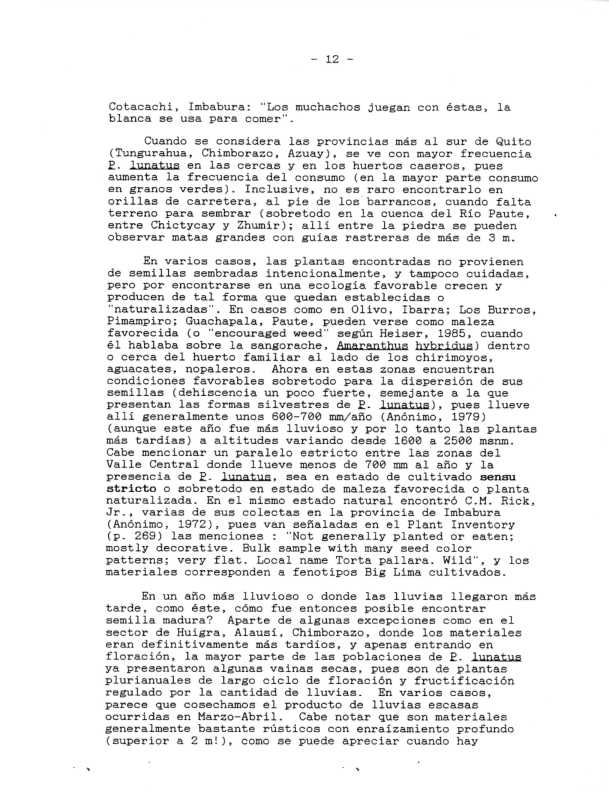 - 12 -
Cotacachi, Imbabura: "Los muchachos juegan con éstas, la
blanca se usa para comer".
Cuando se considera las provincias más al sur de Quito
(Tungurahua, Chimborazo, Azuay), se ve con mayor frecuencia
P. lunatus en las cercas y en los huertos caseros, pues
aumenta la frecuencia del consumo (en la mayor parte consumo
en granos verdes). Inclusive, no es raro encontrarlo en
orillas de carretera, al pie de los barrancos, cuando falta
terreno para sembrar (sobretodo en la cuenca del Río Paute,
entre Chictycay y Zhumir); allí entre la piedra se pueden
observar matas grandes con guías rastreras de más de 3 m.
En varios casos, las plantas encontradas no provienen
de semillas sembradas intencionalmente, y tampoco cuidadas,
pero por encontrarse en una ecología favorable crecen y
producen de tal forma que quedan establecidas o
"naturalizadas". En casos como en Olivo, Ibarra; Los Burros,
Pimampiro; Guachapala, Paute, pueden verse como maleza
favorecida (o "encouraged weed" según Heiser, 1985, cuando
él hablaba sobre la sangorache, Amaranthus hybridus) dentro
o cerca del huerto familiar al lado de los chirimoyos,
aguacates, nopaleros. Ahora en estas zonas encuentran
condiciones favorables sobretodo para la dispersión de sus
semillas (dehiscencia un poco fuerte, semejante a la que
presentan las formas silvestres de P. lunatus), pues llueve
allí generalmente unos 600-700 mm/año (Anónimo, 1979)
(aunque este año fue más lluvioso y por lo tanto las plantas
más tardías) a altitudes variando desde 1600 a 2500 msnm.
Cabe mencionar un paralelo estricto entre las zonas del
Valle Central donde llueve menos de 700 mm al año y la
presencia de P. lunatus, sea en estado de cultivado sensu
stricto o sobretodo en estado de maleza favorecida o planta
naturalizada. En el mismo estado natural encontró C.M. Rick,
Jr., varias de sus colectas en la provincia de Imbabura
(Anónimo, 1972), pues van señaladas en el Plant Inventory
(p. 269) las menciones : "Not generally planted or eaten;
mostly decorative. Bulk sample with many seed color
patterns; very flat. Local name Torta pallara. Wild", y los
materiales corresponden a fenotipos Big Lima cultivados.
En un año más lluvioso o donde las lluvias llegaron más
tarde, como éste, cómo fue entonces posible encontrar
semilla madura? Aparte de algunas excepciones como en el
sector de Huigra, Alausí, Chimborazo, donde los materiales
eran definitivamente más tardíos, y apenas entrando en
floración, la mayor parte de las poblaciones de P. lunatus
ya presentaron algunas vainas secas, pues son de plantas
plurianuales de largo ciclo de floración y fructificación
regulado por la cantidad de lluvias. En varios casos,
parece que cosechamos el producto de lluvias escasas
ocurridas en Marzo-Abril. Cabe notar que son materiales
generalmente bastante rústicos con enraízamiento profundo
(superior a 2 m!), como se puede apreciar cuando hay